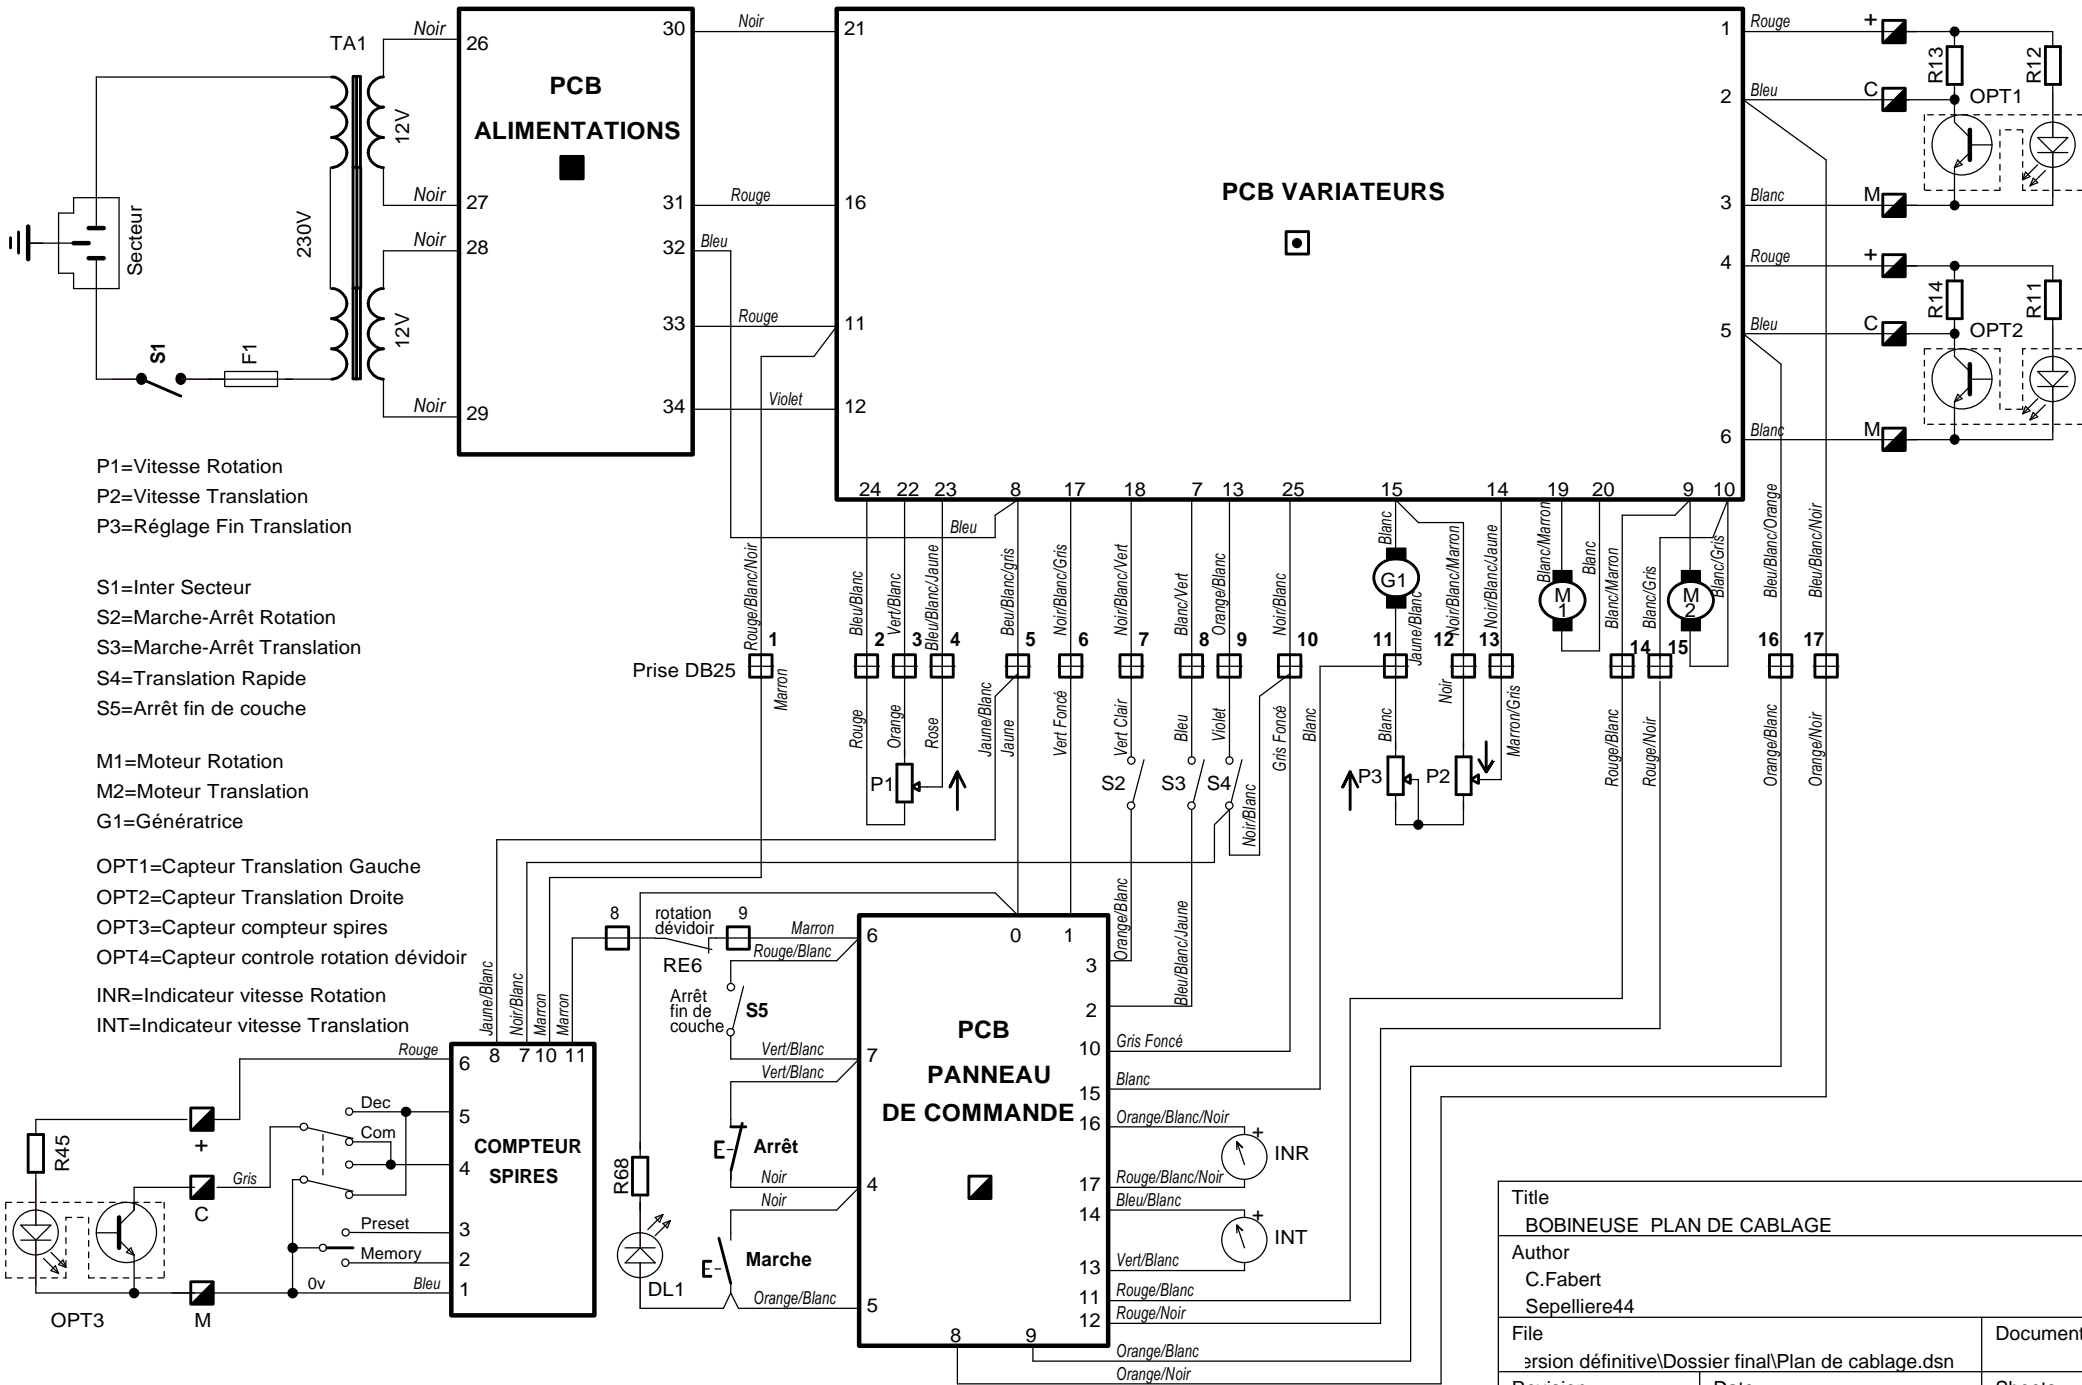 TA1
Noir
26
12V
Noir
27
Noir
28
12V
Noir
29
230V
Secteur
S1
F1
PCB
ALIMENTATIONS
30
Noir
21
31
Rouge
16
32
Bleu
33
Rouge
11
34
Violet
12
PCB VARIATEURS
1
Rouge
+
R13
R12
2
Bleu
C
OPT1
3
Blanc
M
4
Rouge
+
R14
R11
5
Bleu
C
OPT2
6
Blanc
M
24
22
23
8
17
18
7
13
25
15
14
19
20
9
10
P1=Vitesse Rotation
P2=Vitesse Translation
P3=Réglage Fin Translation
S1=Inter Secteur
S2=Marche-Arrêt Rotation
S3=Marche-Arrêt Translation
S4=Translation Rapide
S5=Arrêt fin de couche
M1=Moteur Rotation
M2=Moteur Translation
G1=Génératrice
OPT1=Capteur Translation Gauche
OPT2=Capteur Translation Droite
OPT3=Capteur compteur spires
OPT4=Capteur controle rotation dévidoir
INR=Indicateur vitesse Rotation
INT=Indicateur vitesse Translation
Bleu
Rouge/Blanc/Noir
Bleu/Blanc
Vert/Blanc
Bleu/Blanc/Jaune
Beu/Blanc/gris
Noir/Blanc/Gris
Noir/Blanc/Vert
Blanc/Vert
Orange/Blanc
Noir/Blanc
Blanc
G1
Jaune/Blanc
Noir/Blanc/Marron
Noir/Blanc/Jaune
Blanc/Marron
M
1
Blanc
Blanc/Marron
Blanc/Gris
M
2
Blanc/Gris
Bleu/Blanc/Orange
Bleu/Blanc/Noir
Prise DB25
1
2
3
4
5
6
7
8
9
10
11
12
13
14
15
16
17
Marron
Rouge
Orange
Rose
Jaune/Blanc
Jaune
Vert Foncé
Vert Clair
Bleu
Violet
Gris Foncé
Blanc
Blanc
Noir
Marron/Gris
Rouge/Blanc
Rouge/Noir
Orange/Blanc
Orange/Noir
P1
S2
S3
S4
Noir/Blanc
P3
P2
8
rotation
dévidoir
9
RE6
Marron
6
Rouge/Blanc
0
1
Orange/Blanc
3
Bleu/Blanc/Jaune
2
Arrêt
fin de
couche
S5
Vert/Blanc
7
Vert/Blanc
E-
Arrêt
Noir
4
Noir
E-
Marche
Orange/Blanc
5
R68
DL1
PCB
PANNEAU
DE COMMANDE
10
Gris Foncé
15
Blanc
16
Orange/Blanc/Noir
+
INR
17
Rouge/Blanc/Noir
14
Bleu/Blanc
+
INT
13
Vert/Blanc
11
Rouge/Blanc
12
Rouge/Noir
8
9
Orange/Blanc
Orange/Noir
Jaune/Blanc
Noir/Blanc
Marron
Marron
8
7
10
11
Rouge
6
5
4
3
2
1
COMPTEUR
SPIRES
Dec
Com
Preset
Memory
0v
Bleu
Gris
+
C
M
R45
OPT3
Title
BOBINEUSE PLAN DE CABLAGE
Author
C.Fabert
Sepelliere44
File
Document
ersion définitive\Dossier final\Plan de cablage.dsn